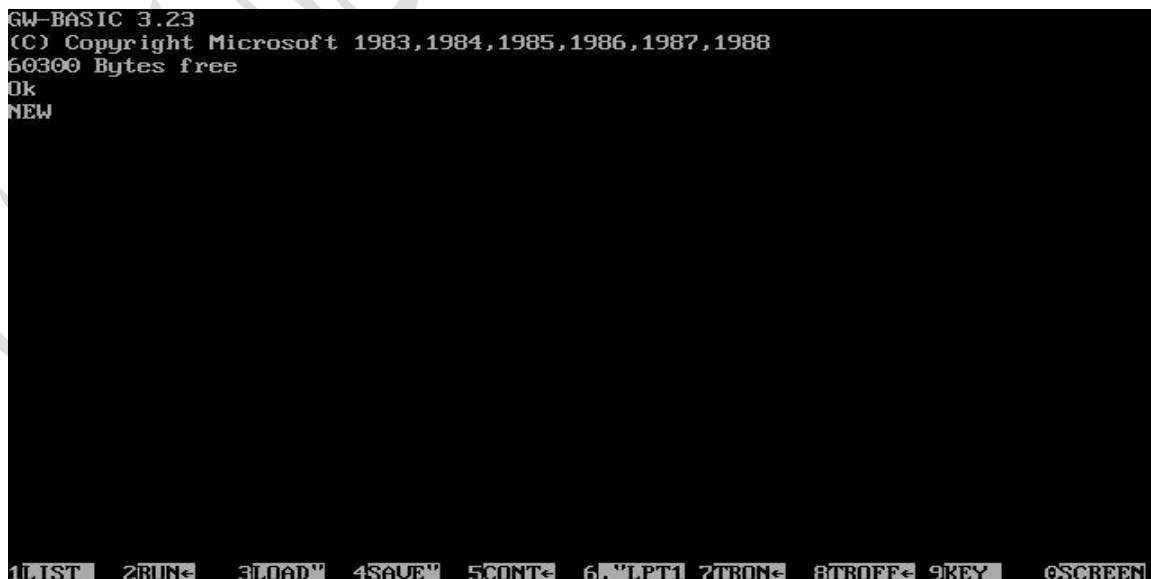 GW-BASIC 3.23
(C) Copyright Microsoft 1983,1984,1985,1986,1987,1988
60300 Bytes free
Ok
NEW
1LIST 2RUN← 3LOAD" 4SAVE" 5CONT← 6,"LPT1 7TRON← 8TROFF← 9KEY 0SCREEN